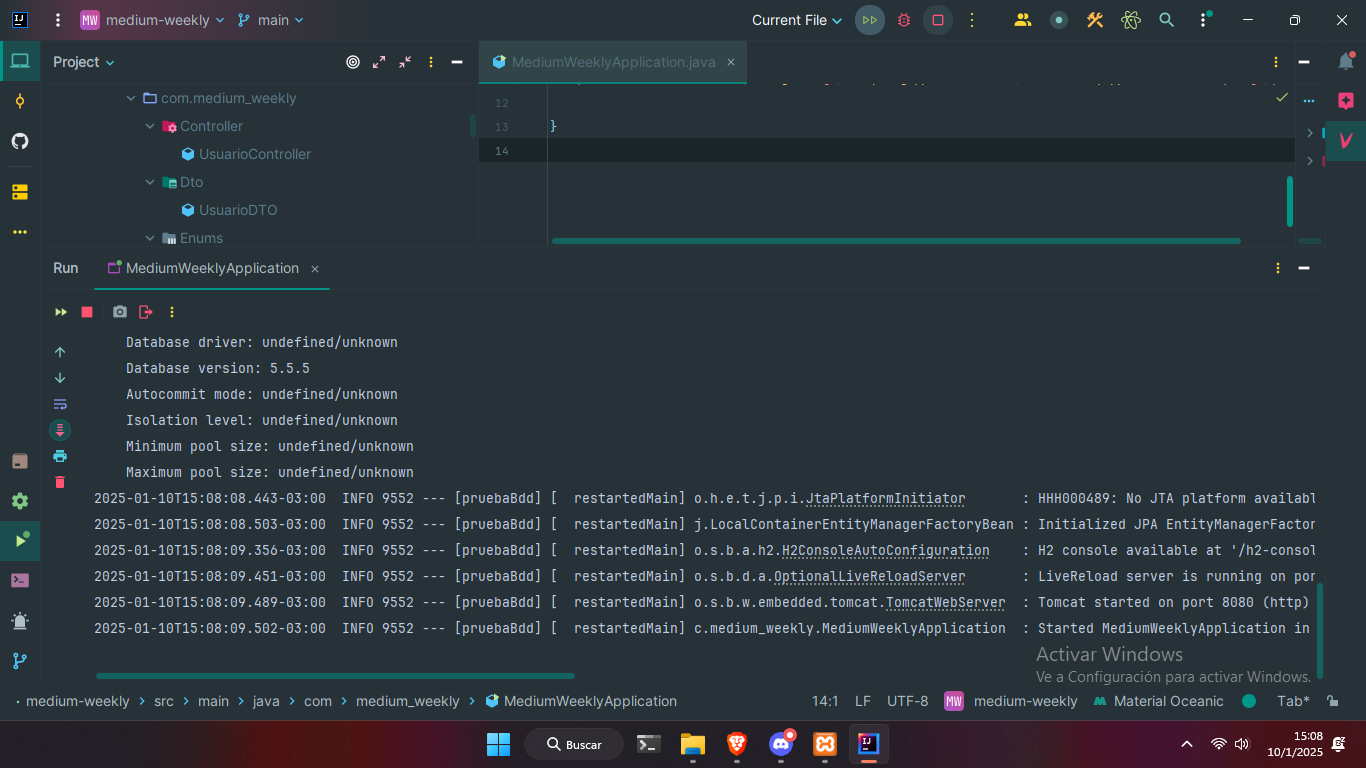 MW medium-weekly main Current File
Project
MediumWeeklyApplication.java
com.medium_weekly
Controller
UsuarioController
Dto
UsuarioDTO
Enums
12
13 }
14
Run MediumWeeklyApplication
Database driver: undefined/unknown
Database version: 5.5.5
Autocommit mode: undefined/unknown
Isolation level: undefined/unknown
Minimum pool size: undefined/unknown
Maximum pool size: undefined/unknown
2025-01-10T15:08:08.443-03:00 INFO 9552 --- [pruebaBdd] [ restartedMain] o.h.e.t.j.p.i.JtaPlatformInitiator : HHH000489: No JTA platform availabl
2025-01-10T15:08:08.503-03:00 INFO 9552 --- [pruebaBdd] [ restartedMain] j.LocalContainerEntityManagerFactoryBean : Initialized JPA EntityManagerFactor
2025-01-10T15:08:09.356-03:00 INFO 9552 --- [pruebaBdd] [ restartedMain] o.s.b.a.h2.H2ConsoleAutoConfiguration : H2 console available at '/h2-consol
2025-01-10T15:08:09.451-03:00 INFO 9552 --- [pruebaBdd] [ restartedMain] o.s.b.d.a.OptionalLiveReloadServer : LiveReload server is running on por
2025-01-10T15:08:09.489-03:00 INFO 9552 --- [pruebaBdd] [ restartedMain] o.s.b.w.embedded.tomcat.TomcatWebServer : Tomcat started on port 8080 (http)
2025-01-10T15:08:09.502-03:00 INFO 9552 --- [pruebaBdd] [ restartedMain] c.medium_weekly.MediumWeeklyApplication : Started MediumWeeklyApplication in
Activar Windows
Ve a Configuración para activar Windows.
medium-weekly > src > main > java > com > medium_weekly > MediumWeeklyApplication 14:1 LF UTF-8 MW medium-weekly Material Oceanic Tab*
Buscar
15:08
10/1/2025